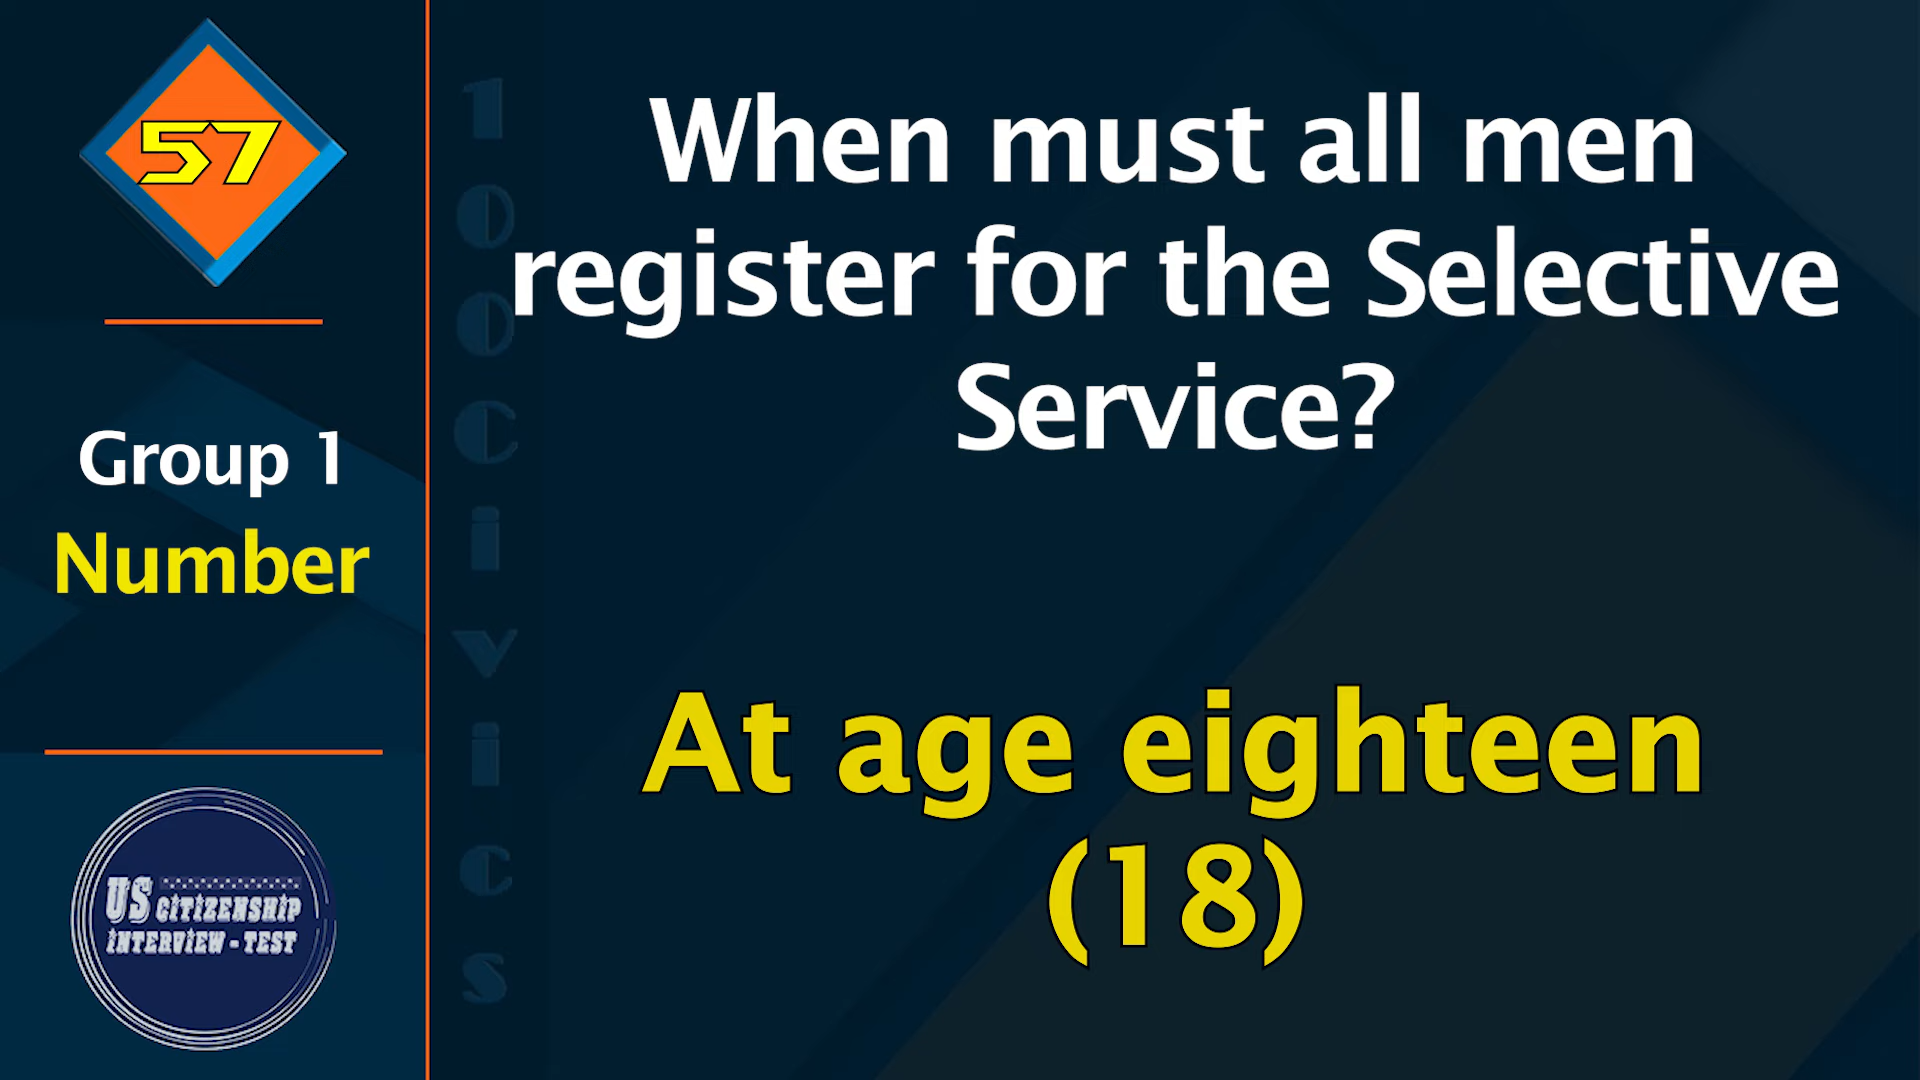 57
Group 1
Number
US CITIZENSHIP
INTERVIEW - TEST
100 Civics
When must all men
register for the Selective
Service?
At age eighteen
(18)